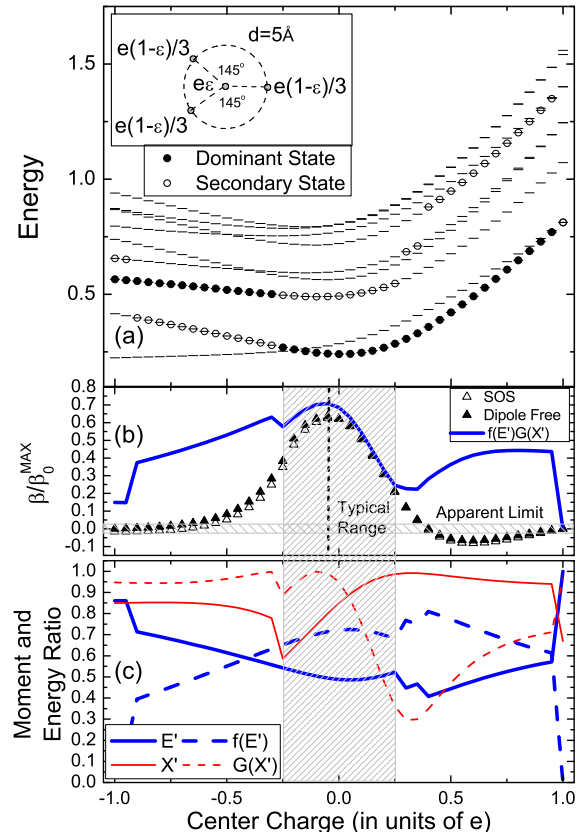 d=5Å
e(1-ε)/3
145°
eε
e(1-ε)/3
145°
e(1-ε)/3
Dominant State
Secondary State
Energy
1.5
1.0
0.5
(a)
β/β₀ᴹᴬˣ
0.8
0.7
0.6
0.5
0.4
0.3
0.2
0.1
0.0
-0.1
(b)
SOS
Dipole Free
f(E')G(X')
Typical
Range
Apparent Limit
Moment and
Energy Ratio
1.0
0.9
0.8
0.7
0.6
0.5
0.4
0.3
0.2
0.1
0.0
(c)
E' f(E')
X' G(X')
-1.0 -0.5 0.0 0.5 1.0
Center Charge (in units of e)